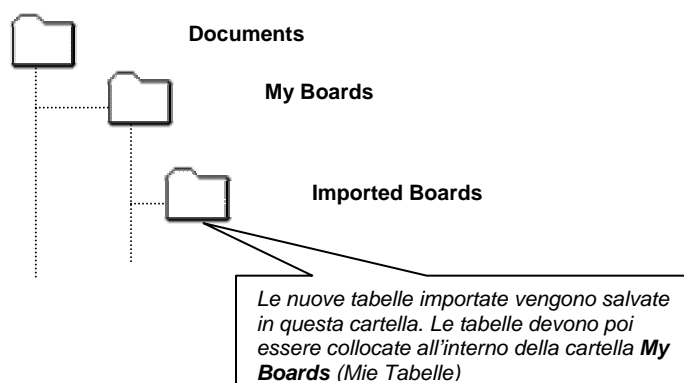 Documents
My Boards
Imported Boards
Le nuove tabelle importate vengono salvate
in questa cartella. Le tabelle devono poi
essere collocate all'interno della cartella My
Boards (Mie Tabelle)